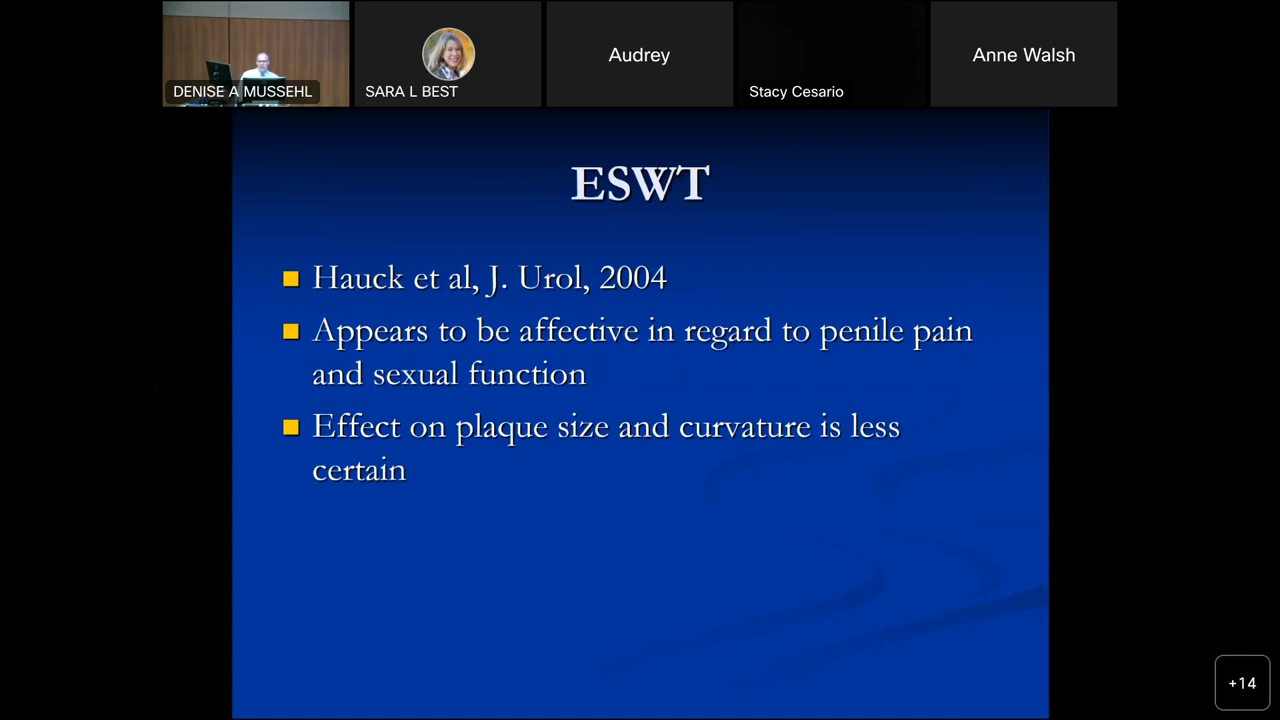 DENISE A MUSSEHL
SARA L BEST
Audrey
Stacy Cesario
Anne Walsh
ESWT
Hauck et al, J. Urol, 2004
Appears to be affective in regard to penile pain
and sexual function
Effect on plaque size and curvature is less
certain
+14